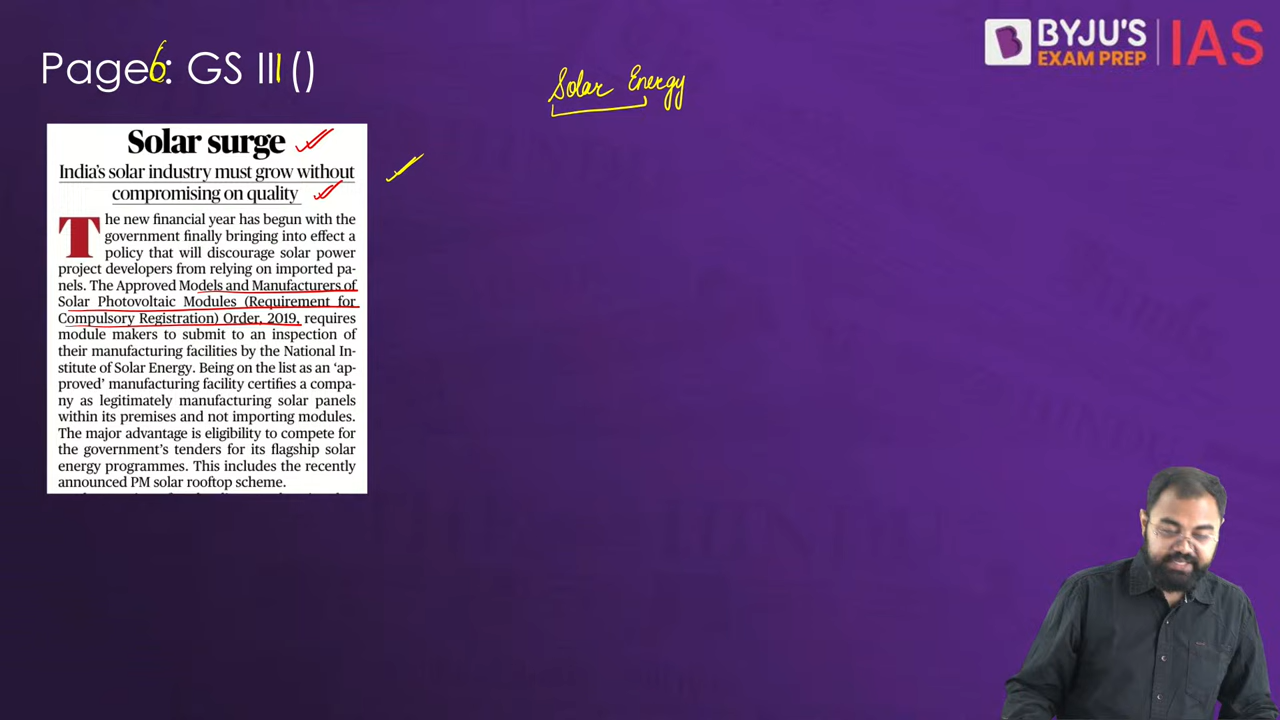 Page6: GS III ()
Solar Energy
BYJU'S
EXAM PREP
IAS
Solar surge
India's solar industry must grow without
compromising on quality
The new financial year has begun with the
government finally bringing into effect a
policy that will discourage solar power
project developers from relying on imported pa-
nels. The Approved Models and Manufacturers of
Solar Photovoltaic Modules (Requirement for
Compulsory Registration) Order, 2019, requires
module makers to submit to an inspection of
their manufacturing facilities by the National In-
stitute of Solar Energy. Being on the list as an 'ap-
proved' manufacturing facility certifies a compa-
ny as legitimately manufacturing solar panels
within its premises and not importing modules.
The major advantage is eligibility to compete for
the government's tenders for its flagship solar
energy programmes. This includes the recently
announced PM solar rooftop scheme.